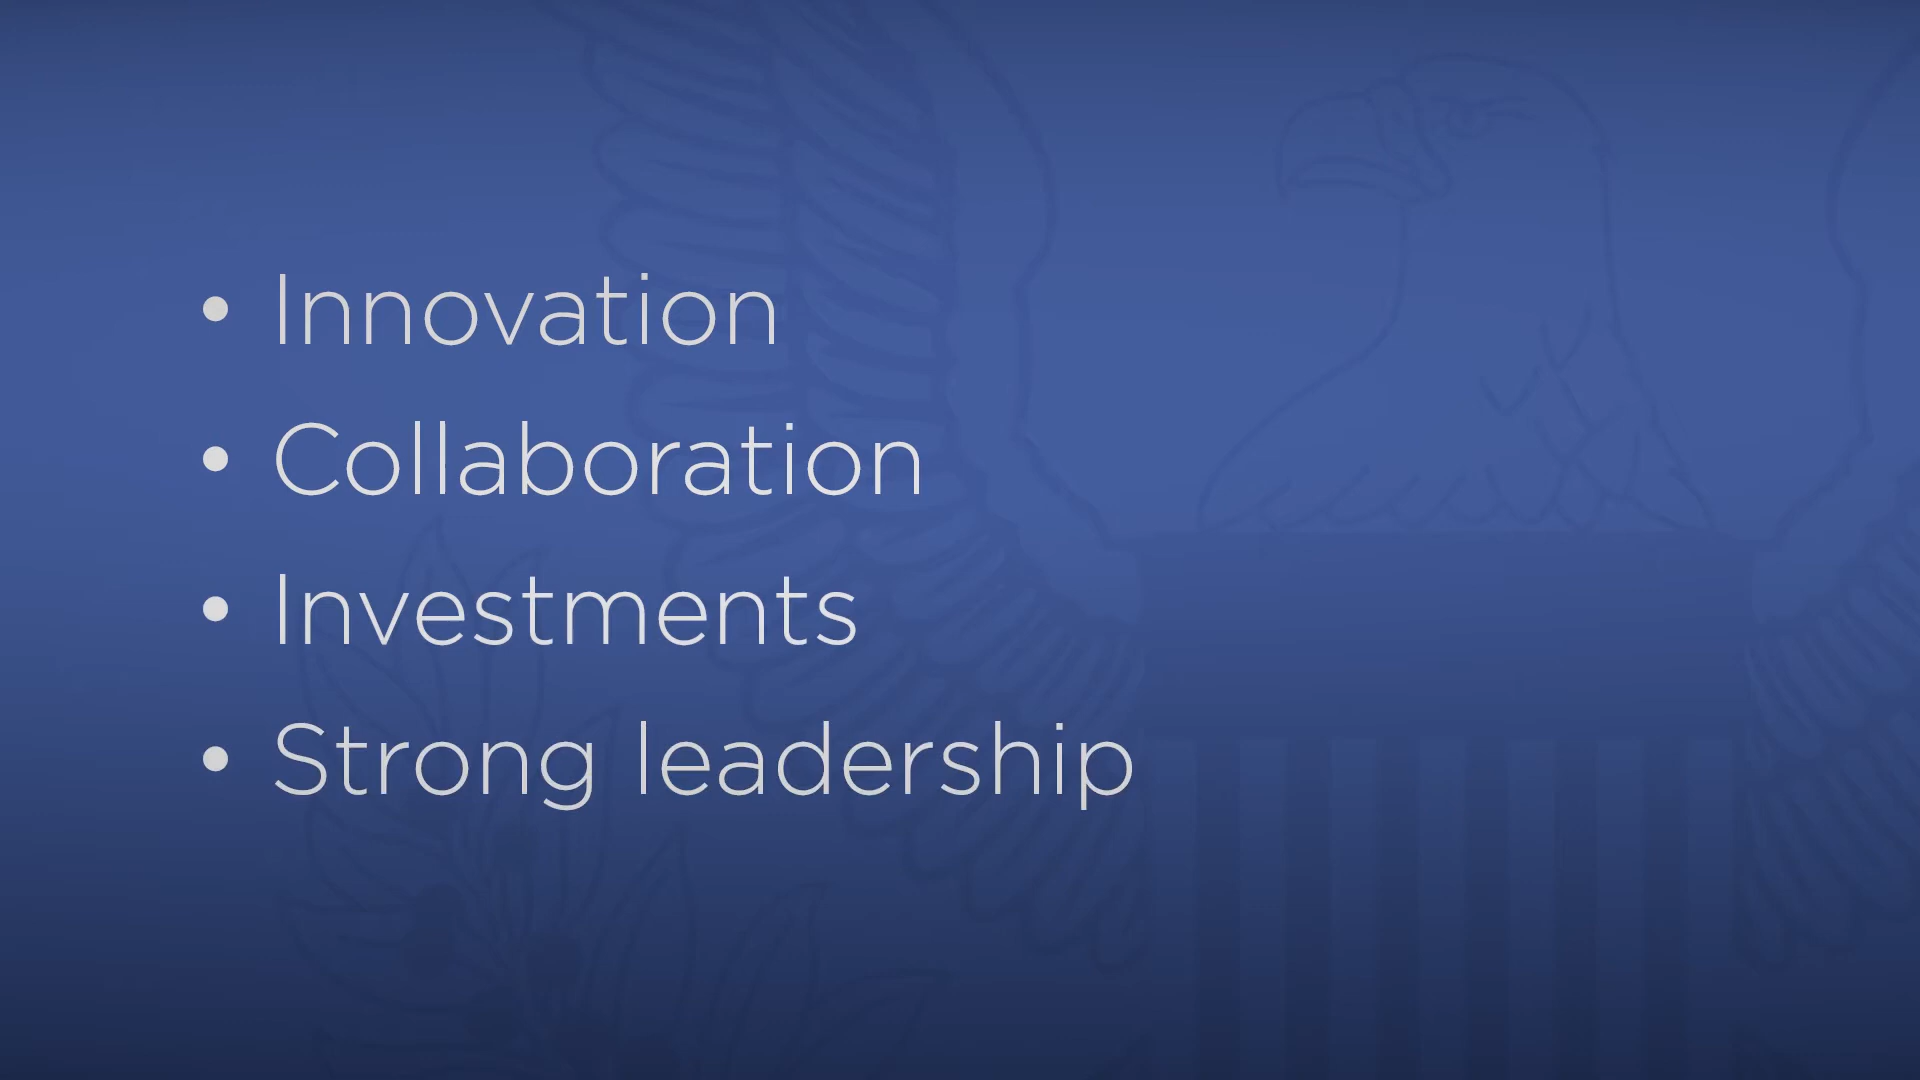 • Innovation
• Collaboration
• Investments
• Strong leadership